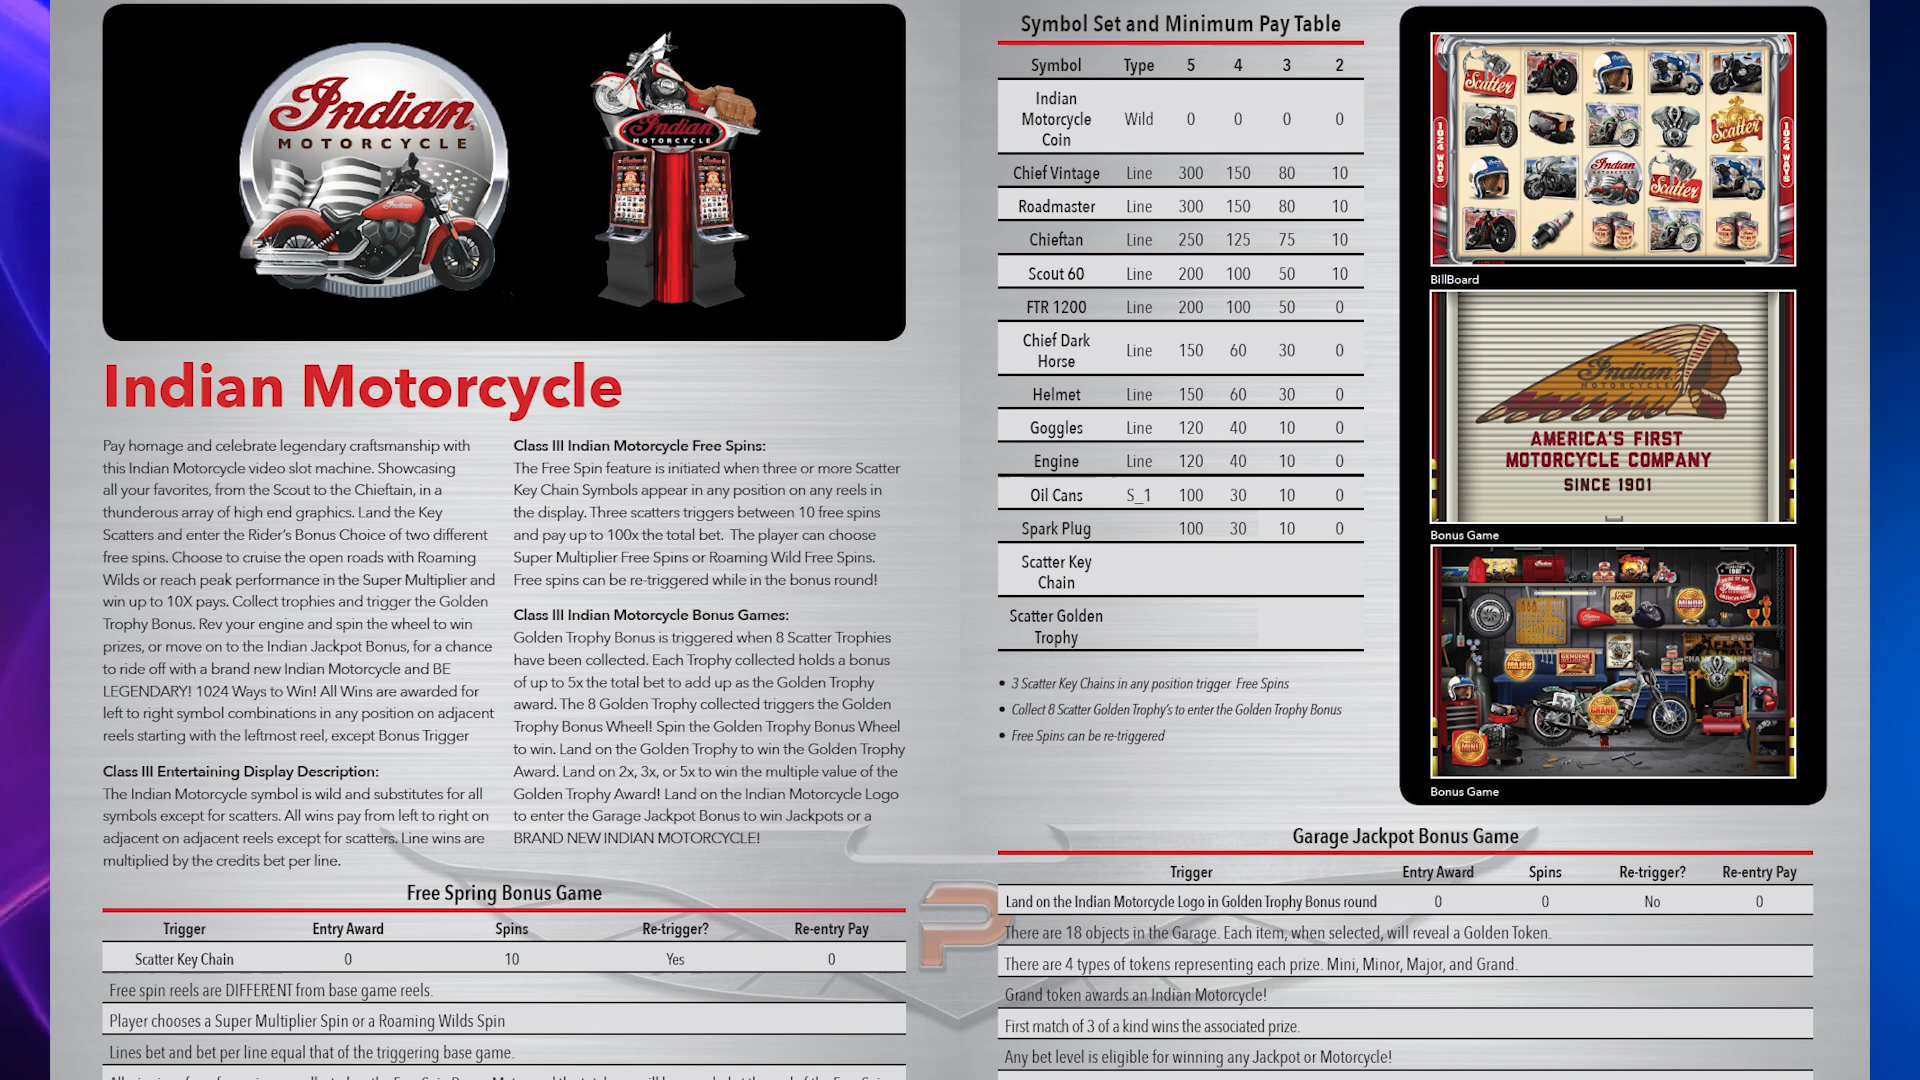 Indian
MOTORCYCLE
Indian
MOTORCYCLE
Indian Motorcycle
Pay homage and celebrate legendary craftsmanship with
this Indian Motorcycle video slot machine. Showcasing
all your favorites, from the Scout to the Chieftain, in a
thunderous array of high end graphics. Land the Key
Scatters and enter the Rider's Bonus Choice of two different
free spins. Choose to cruise the open roads with Roaming
Wilds or reach peak performance in the Super Multiplier and
win up to 10X pays. Collect trophies and trigger the Golden
Trophy Bonus. Rev your engine and spin the wheel to win
prizes, or move on to the Indian Jackpot Bonus, for a chance
to ride off with a brand new Indian Motorcycle and BE
LEGENDARY! 1024 Ways to Win! All Wins are awarded for
left to right symbol combinations in any position on adjacent
reels starting with the leftmost reel, except Bonus Trigger
Class III Entertaining Display Description:
The Indian Motorcycle symbol is wild and substitutes for all
symbols except for scatters. All wins pay from left to right on
adjacent on adjacent reels except for scatters. Line wins are
multiplied by the credits bet per line.
Class III Indian Motorcycle Free Spins:
The Free Spin feature is initiated when three or more Scatter
Key Chain Symbols appear in any position on any reels in
the display. Three scatters triggers between 10 free spins
and pay up to 100x the total bet. The player can choose
Super Multiplier Free Spins or Roaming Wild Free Spins.
Free spins can be re-triggered while in the bonus round!
Class III Indian Motorcycle Bonus Games:
Golden Trophy Bonus is triggered when 8 Scatter Trophies
have been collected. Each Trophy collected holds a bonus
of up to 5x the total bet to add up as the Golden Trophy
award. The 8 Golden Trophy collected triggers the Golden
Trophy Bonus Wheel! Spin the Golden Trophy Bonus Wheel
to win. Land on the Golden Trophy to win the Golden Trophy
Award. Land on 2x, 3x, or 5x to win the multiple value of the
Golden Trophy Award! Land on the Indian Motorcycle Logo
to enter the Garage Jackpot Bonus to win Jackpots or a
BRAND NEW INDIAN MOTORCYCLE!
Free Spring Bonus Game
Trigger Entry Award Spins Re-trigger? Re-entry Pay
Scatter Key Chain 0 10 Yes 0
Free spin reels are DIFFERENT from base game reels.
Player chooses a Super Multiplier Spin or a Roaming Wilds Spin
Lines bet and bet per line equal that of the triggering base game.
Symbol Set and Minimum Pay Table
Symbol Type 5 4 3 2
Indian
Motorcycle Wild 0 0 0 0
Coin
Chief Vintage Line 300 150 80 10
Roadmaster Line 300 150 80 10
Chieftan Line 250 125 75 10
Scout 60 Line 200 100 50 10
FTR 1200 Line 200 100 50 0
Chief Dark
Horse Line 150 60 30 0
Helmet Line 150 60 30 0
Goggles Line 120 40 10 0
Engine Line 120 40 10 0
Oil Cans S_1 100 30 10 0
Spark Plug 100 30 10 0
Scatter Key
Chain
Scatter Golden
Trophy
• 3 Scatter Key Chains in any position trigger Free Spins
• Collect 8 Scatter Golden Trophy's to enter the Golden Trophy Bonus
• Free Spins can be re-triggered
Scatter
Scatter
1024 WAYS
1024 WAYS
Indian
MOTORCYCLE
Scatter
BillBoard
Indian
MOTORCYCLE
AMERICA'S FIRST
MOTORCYCLE COMPANY
SINCE 1901
Bonus Game
MINOR
MAJOR
GENUINE
GRAND
MINI
Bonus Game
Garage Jackpot Bonus Game
Trigger Entry Award Spins Re-trigger? Re-entry Pay
Land on the Indian Motorcycle Logo in Golden Trophy Bonus round 0 0 No 0
There are 18 objects in the Garage. Each item, when selected, will reveal a Golden Token.
There are 4 types of tokens representing each prize. Mini, Minor, Major, and Grand.
Grand token awards an Indian Motorcycle!
First match of 3 of a kind wins the associated prize.
Any bet level is eligible for winning any Jackpot or Motorcycle!